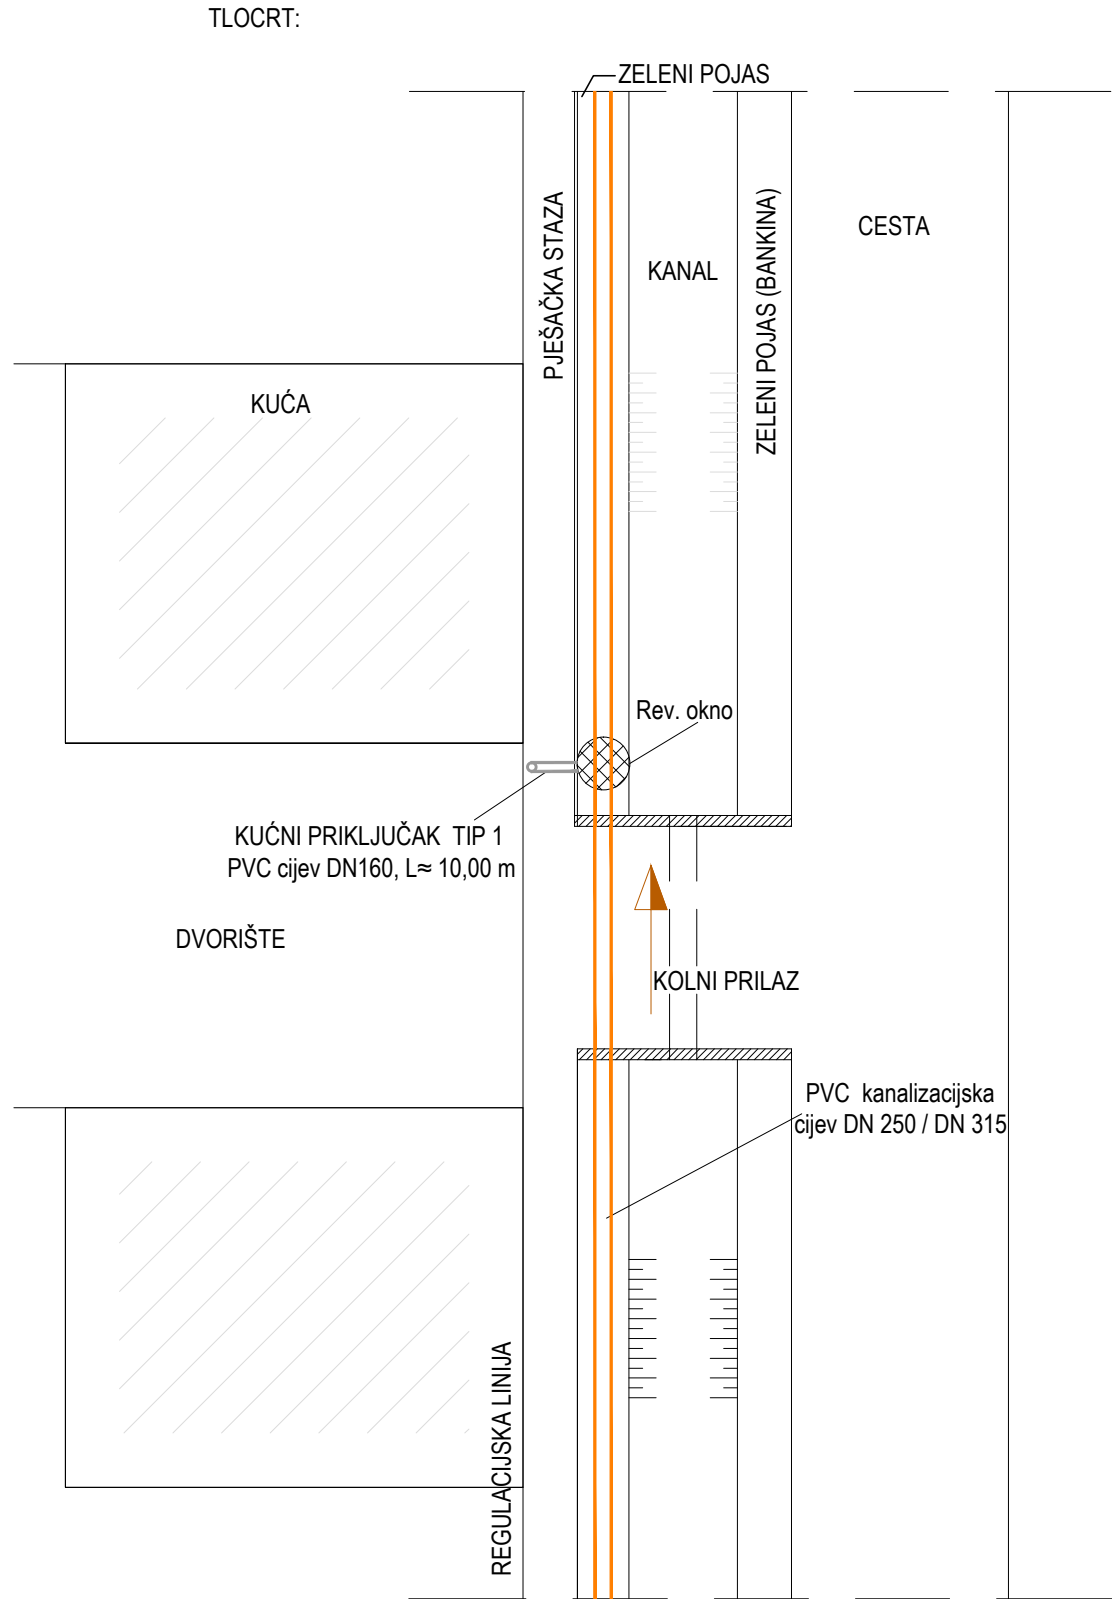 TLOCRT:
ZELENI POJAS
PJEŠAČKA STAZA
KANAL
ZELENI POJAS (BANKINA)
CESTA
KUĆA
Rev. okno
KUĆNI PRIKLJUČAK TIP 1
PVC cijev DN160, L≈ 10,00 m
DVORIŠTE
KOLNI PRILAZ
PVC kanalizacijska
cijev DN 250 / DN 315
REGULACIJSKA LINIJA